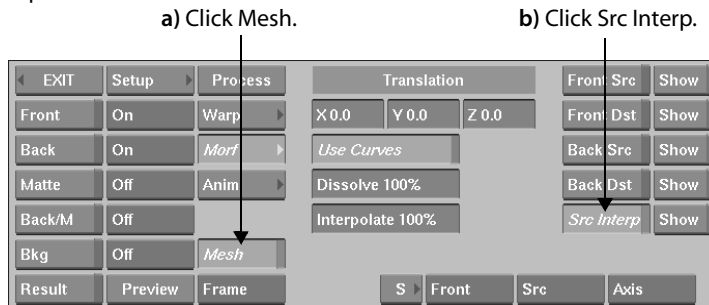 a) Click Mesh. b) Click Src Interp.
EXIT Setup Process Translation Front Src Show
Front On Warp X 0.0 Y 0.0 Z 0.0 Front Dst Show
Back On Morf Use Curves Back Src Show
Matte Off Anim Dissolve 100% Back Dst Show
Back/M Off Interpolate 100% Src Interp Show
Bkg Off Mesh
Result Preview Frame S Front Src Axis